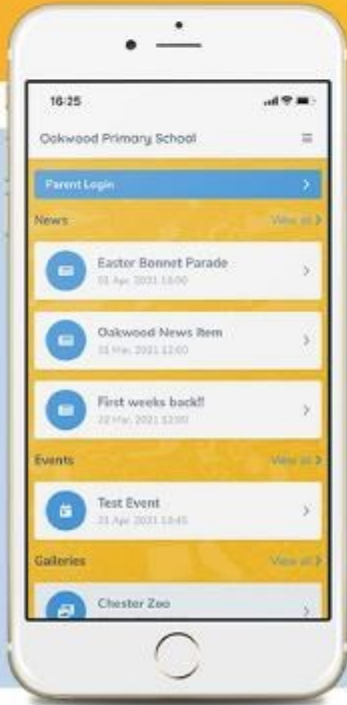 16:25
Oakwood Primary School
Parent Login
News
View all
Easter Bonnet Parade
01 Apr, 2021 13:00
Oakwood News Item
31 Mar, 2021 12:00
First weeks back!!
22 Mar, 2021 12:00
Events
View all
Test Event
21 Apr, 2021
Galleries
View all
Chester Zoo